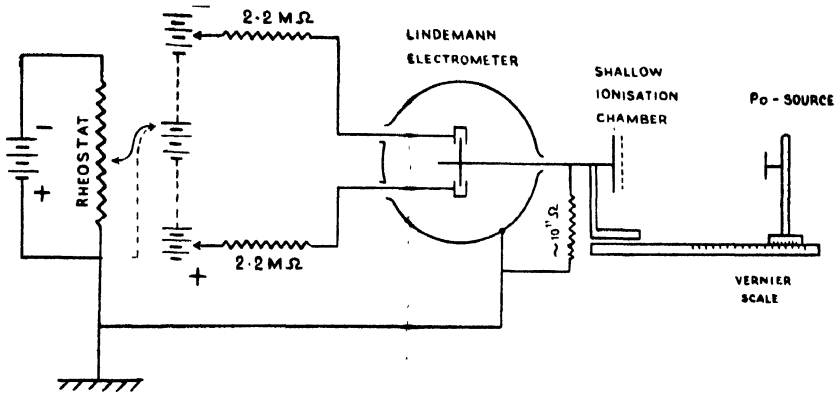 −
2·2 MΩ
LINDEMANN
ELECTROMETER
SHALLOW
IONISATION
CHAMBER
Po - SOURCE
−
+
RHEOSTAT
~10¹¹ Ω
2·2 MΩ
+
VERNIER
SCALE